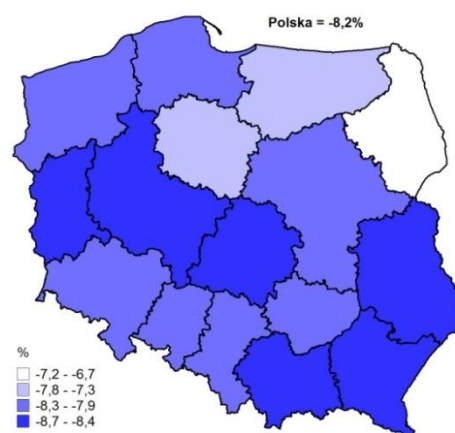 Polska = -8,2%
%
-7,2 - -6,7
-7,8 - -7,3
-8,3 - -7,9
-8,7 - -8,4